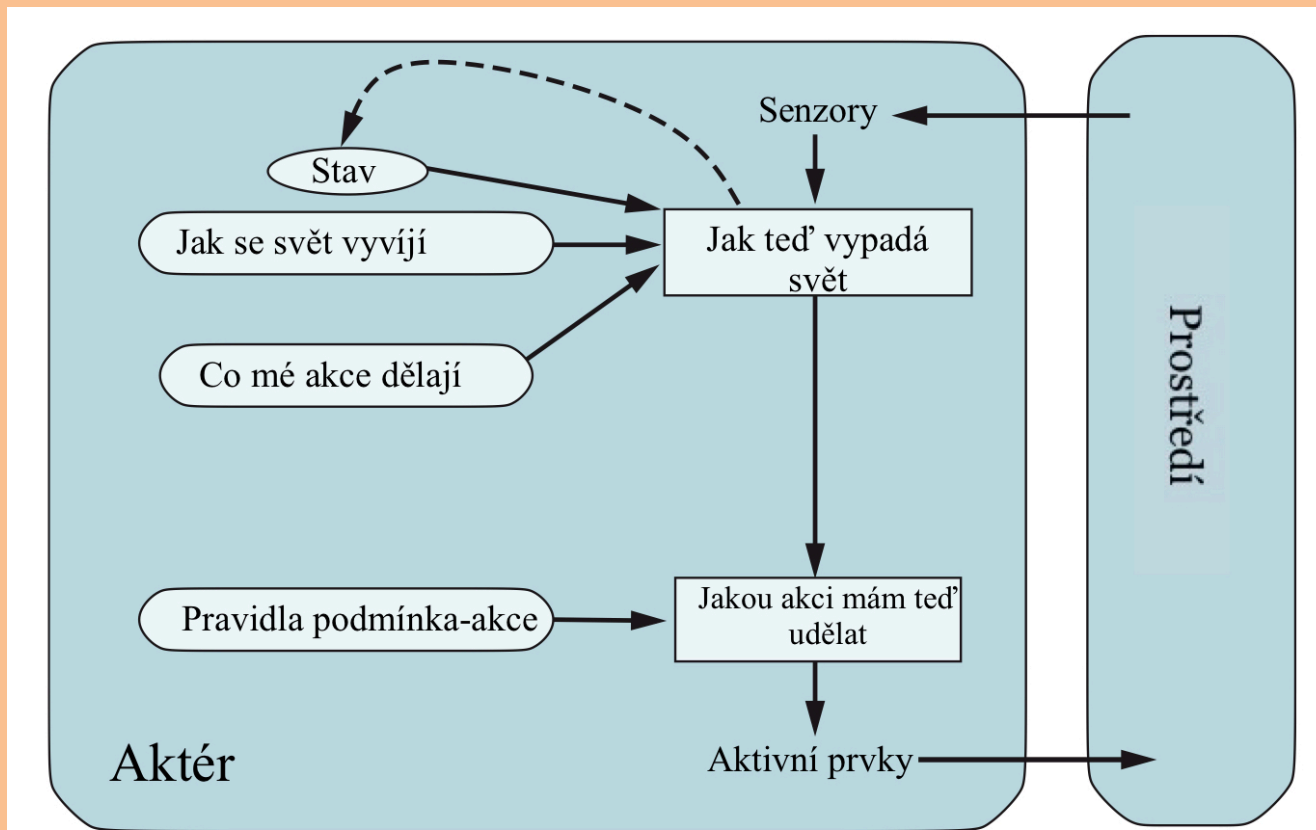 Senzory
Stav
Jak se svět vyvíjí
Jak teď vypadá
svět
Co mé akce dělají
Prostředí
Pravidla podmínka-akce
Jakou akci mám teď
udělat
Aktér
Aktivní prvky